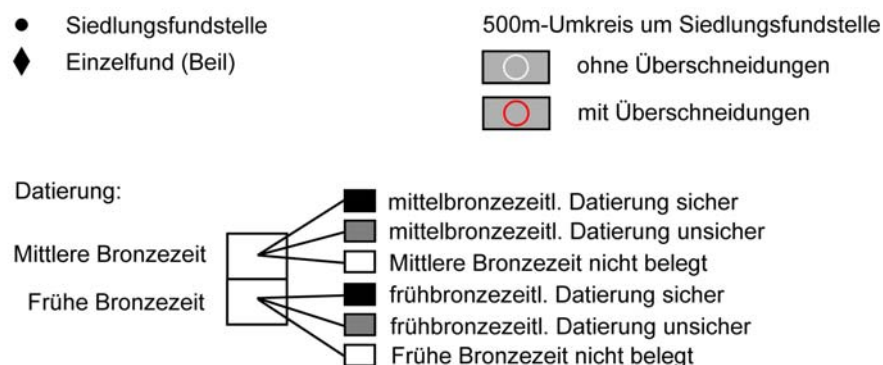 Siedlungsfundstelle
Einzelfund (Beil)
500m-Umkreis um Siedlungsfundstelle
ohne Überschneidungen
mit Überschneidungen
Datierung:
Mittlere Bronzezeit
Frühe Bronzezeit
mittelbronzezeitl. Datierung sicher
mittelbronzezeitl. Datierung unsicher
Mittlere Bronzezeit nicht belegt
frühbronzezeitl. Datierung sicher
frühbronzezeitl. Datierung unsicher
Frühe Bronzezeit nicht belegt